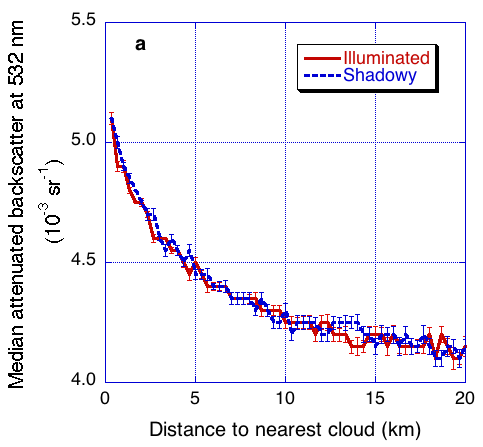 Median attenuated backscatter at 532 nm
(10⁻³ sr⁻¹)
5.5
5.0
4.5
4.0
a
Illuminated
Shadowy
0 5 10 15 20
Distance to nearest cloud (km)